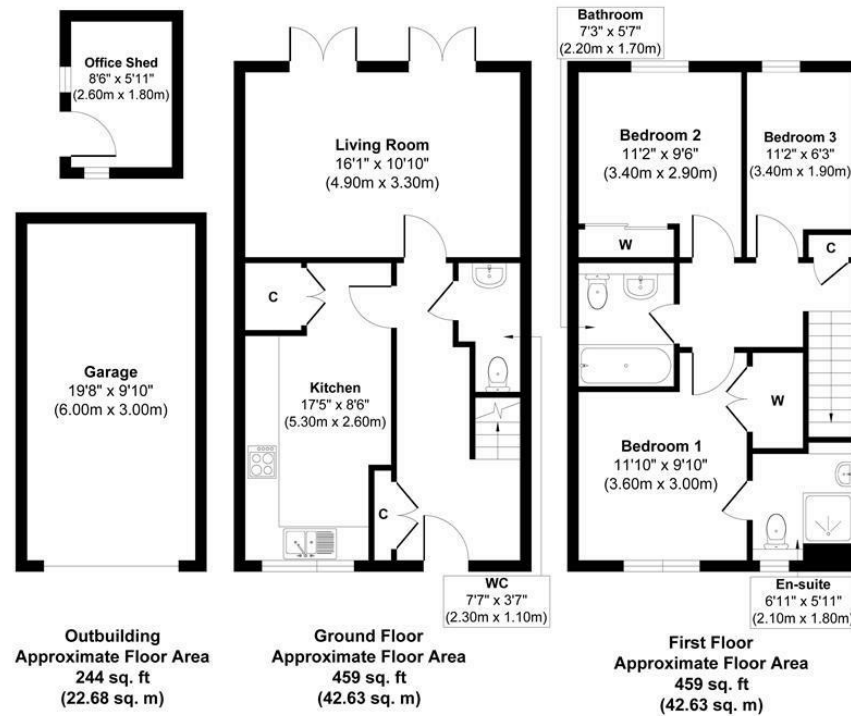 Office Shed
8'6" x 5'11"
(2.60m x 1.80m)
Garage
19'8" x 9'10"
(6.00m x 3.00m)
Outbuilding
Approximate Floor Area
244 sq. ft
(22.68 sq. m)
Living Room
16'1" x 10'10"
(4.90m x 3.30m)
C
Kitchen
17'5" x 8'6"
(5.30m x 2.60m)
C
WC
7'7" x 3'7"
(2.30m x 1.10m)
Ground Floor
Approximate Floor Area
459 sq. ft
(42.63 sq. m)
Bathroom
7'3" x 5'7"
(2.20m x 1.70m)
Bedroom 2
11'2" x 9'6"
(3.40m x 2.90m)
Bedroom 3
11'2" x 6'3"
(3.40m x 1.90m)
W
C
W
Bedroom 1
11'10" x 9'10"
(3.60m x 3.00m)
En-suite
6'11" x 5'11"
(2.10m x 1.80m)
First Floor
Approximate Floor Area
459 sq. ft
(42.63 sq. m)